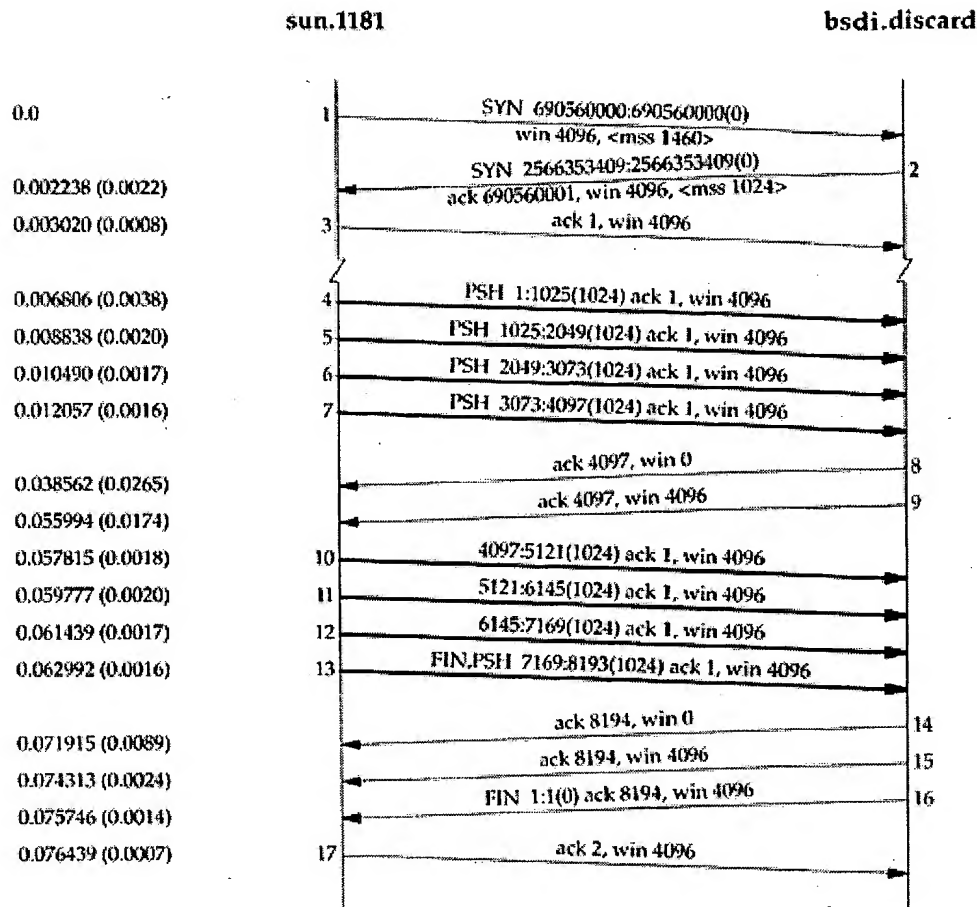 sun.1181 bsdi.discard
0.0 1 SYN 690560000:690560000(0)
win 4096, <mss 1460>
SYN 2566353409:2566353409(0) 2
0.002238 (0.0022) ack 690560001, win 4096, <mss 1024>
0.003020 (0.0008) 3 ack 1, win 4096
0.006806 (0.0038) 4 PSH 1:1025(1024) ack 1, win 4096
0.008838 (0.0020) 5 PSH 1025:2049(1024) ack 1, win 4096
0.010490 (0.0017) 6 PSH 2049:3073(1024) ack 1, win 4096
0.012057 (0.0016) 7 PSH 3073:4097(1024) ack 1, win 4096
ack 4097, win 0 8
0.038562 (0.0265)
ack 4097, win 4096 9
0.055994 (0.0174)
0.057815 (0.0018) 10 4097:5121(1024) ack 1, win 4096
0.059777 (0.0020) 11 5121:6145(1024) ack 1, win 4096
0.061439 (0.0017) 12 6145:7169(1024) ack 1, win 4096
0.062992 (0.0016) 13 FIN,PSH 7169:8193(1024) ack 1, win 4096
ack 8194, win 0 14
0.071915 (0.0089)
ack 8194, win 4096 15
0.074313 (0.0024)
FIN 1:1(0) ack 8194, win 4096 16
0.075746 (0.0014)
0.076439 (0.0007) 17 ack 2, win 4096